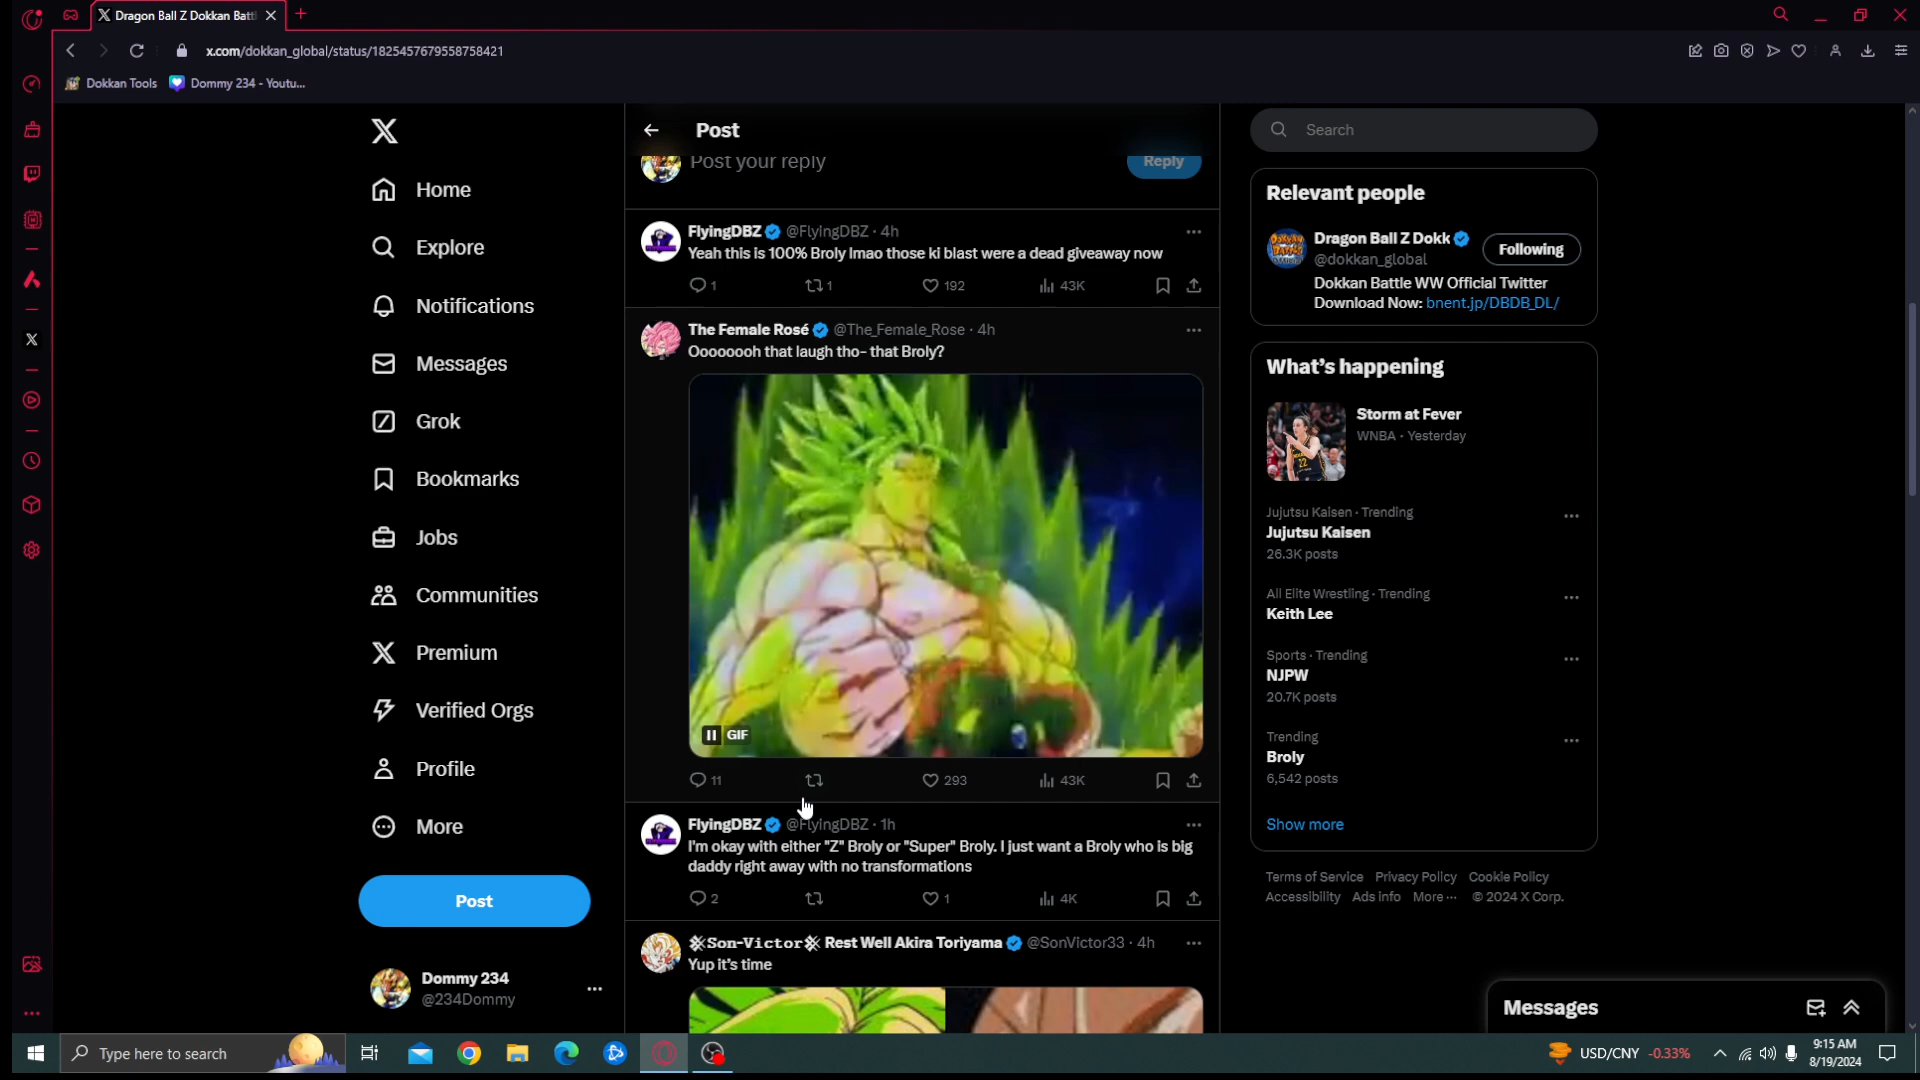 Dragon Ball Z Dokkan Batt
x.com/dokkan_global/status/1825457679558758421
Dokkan Tools
Dommy 234 - Youtu...
Home
Explore
Notifications
Messages
Grok
Bookmarks
Jobs
Communities
Premium
Verified Orgs
Profile
More
Post
Dommy 234
@234Dommy
Post
Post your reply
Reply
FlyingDBZ @FlyingDBZ · 4h
Yeah this is 100% Broly lmao those ki blast were a dead giveaway now
1 1 192 43K
The Female Rosé @The_Female_Rose · 4h
Oooooooh that laugh tho- that Broly?
GIF
11 293 43K
FlyingDBZ @FlyingDBZ · 1h
I'm okay with either "Z" Broly or "Super" Broly. I just want a Broly who is big
daddy right away with no transformations
2 1 4K
※Son-Victor※ Rest Well Akira Toriyama @SonVictor33 · 4h
Yup it's time
Search
Relevant people
Dragon Ball Z Dokk
@dokkan_global
Following
Dokkan Battle WW Official Twitter
Download Now: bnent.jp/DBDB_DL/
What's happening
Storm at Fever
WNBA · Yesterday
Jujutsu Kaisen · Trending
Jujutsu Kaisen
26.3K posts
All Elite Wrestling · Trending
Keith Lee
Sports · Trending
NJPW
20.7K posts
Trending
Broly
6,542 posts
Show more
Terms of Service Privacy Policy Cookie Policy
Accessibility Ads info More ··· © 2024 X Corp.
Messages
Type here to search
USD/CNY -0.33%
9:15 AM
8/19/2024